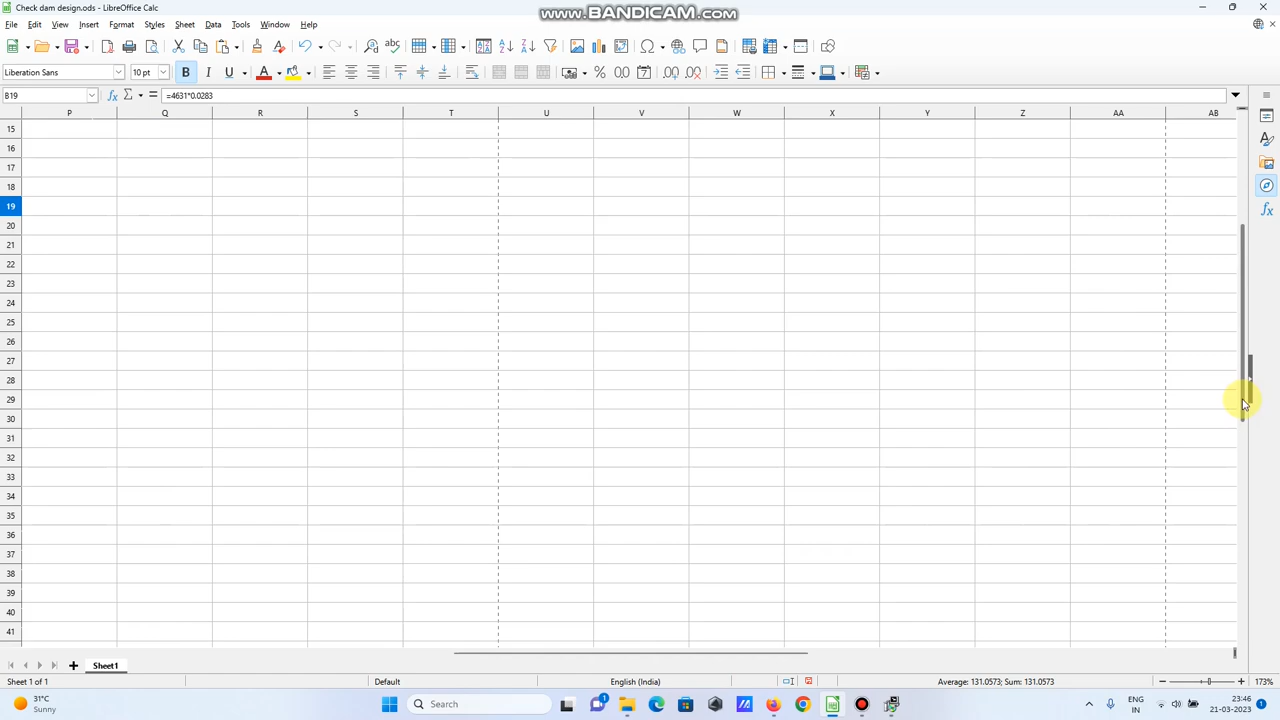 Check dam design.ods - LibreOffice Calc
www.BANDICAM.com
File Edit View Insert Format Styles Sheet Data Tools Window Help
Liberation Sans 10 pt
B19 =4631*0.0283
P Q R S T U V W X Y Z AA AB
15
16
17
18
19
20
21
22
23
24
25
26
27
28
29
30
31
32
33
34
35
36
37
38
39
40
41
Sheet1
Sheet 1 of 1 Default English (India) Average: 131.0573; Sum: 131.0573 173%
31°C
Sunny
Search
ENG
IN
23:46
21-03-2023